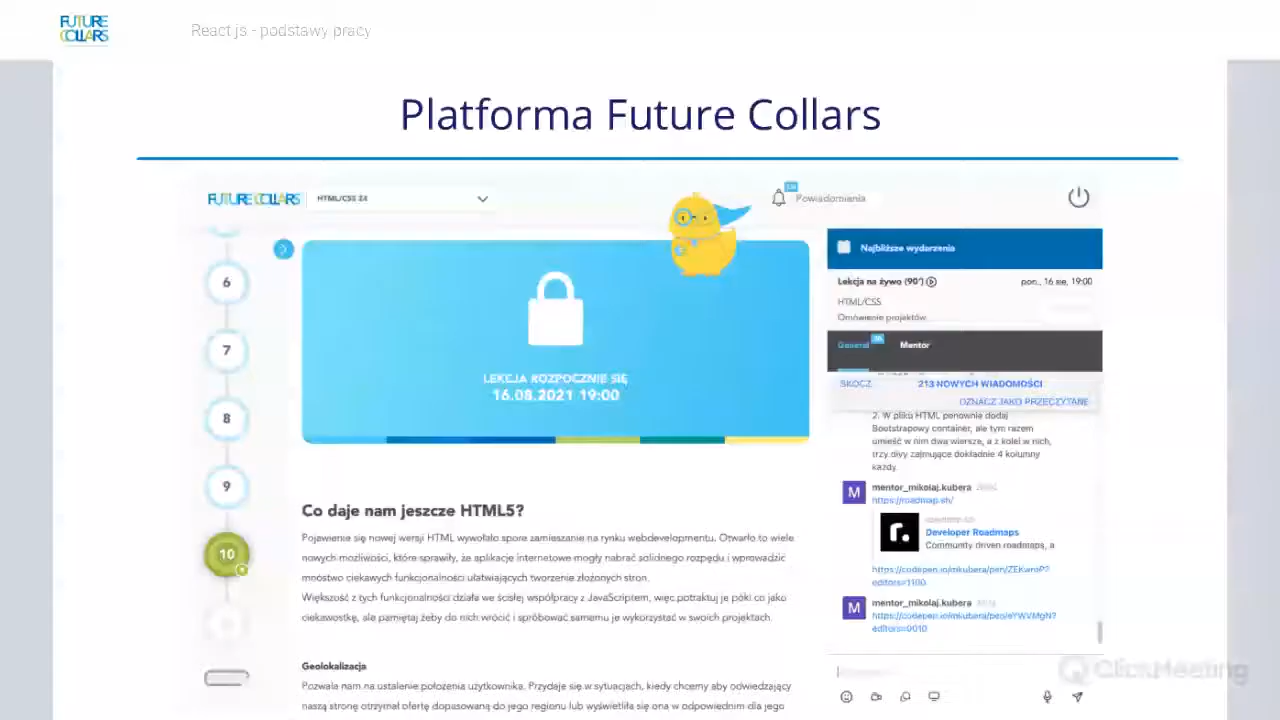 FUTURE
COLLARS
React js - podstawy pracy
Platforma Future Collars
FUTURE COLLARS
HTML/CSS 24
Powiadomienia
6
7
8
9
10
LEKCJA ROZPOCZNIE SIĘ
16.08.2021 19:00
Co daje nam jeszcze HTML5?
Pojawienie się nowej wersji HTML wywołało spore zamieszanie na rynku webdevelopmentu. Otwarło to wiele
nowych możliwości, które sprawiły, że aplikacje internetowe mogły nabrać solidnego rozpędu i wprowadzić
mnóstwo ciekawych funkcjonalności ułatwiających tworzenie złożonych stron.
Większość z tych funkcjonalności działa we ścisłej współpracy z JavaScriptem, więc potraktuj je póki co jako
ciekawostkę, ale pamiętaj żeby do nich wrócić i spróbować samemu je wykorzystać w swoich projektach.
Geolokalizacja
Pozwala nam na ustalenie położenia użytkownika. Przydaje się w sytuacjach, kiedy chcemy aby odwiedzający
naszą stronę otrzymał ofertę dopasowaną do jego regionu lub wyświetliła się ona w odpowiednim dla jego
Najbliższe wydarzenia
Lekcja na żywo (90')
pon., 16 sie, 19:00
HTML/CSS
Omówienie projektów
General
Mentor
SKOCZ
213 NOWYCH WIADOMOŚCI
OZNACZ JAKO PRZECZYTANE
2. W pliku HTML ponownie dodaj
Bootstrapowy container, ale tym razem
umieść w nim dwa wiersze, a z kolei w nich,
trzy divy zajmujące dokładnie 4 kolumny
każdy.
M
mentor_mikolaj.kubera
https://roadmap.sh/
Developer Roadmaps
Community driven roadmaps, a
editors=1100
M
mentor_mikolaj.kubera
editors=0010
ClickMeeting